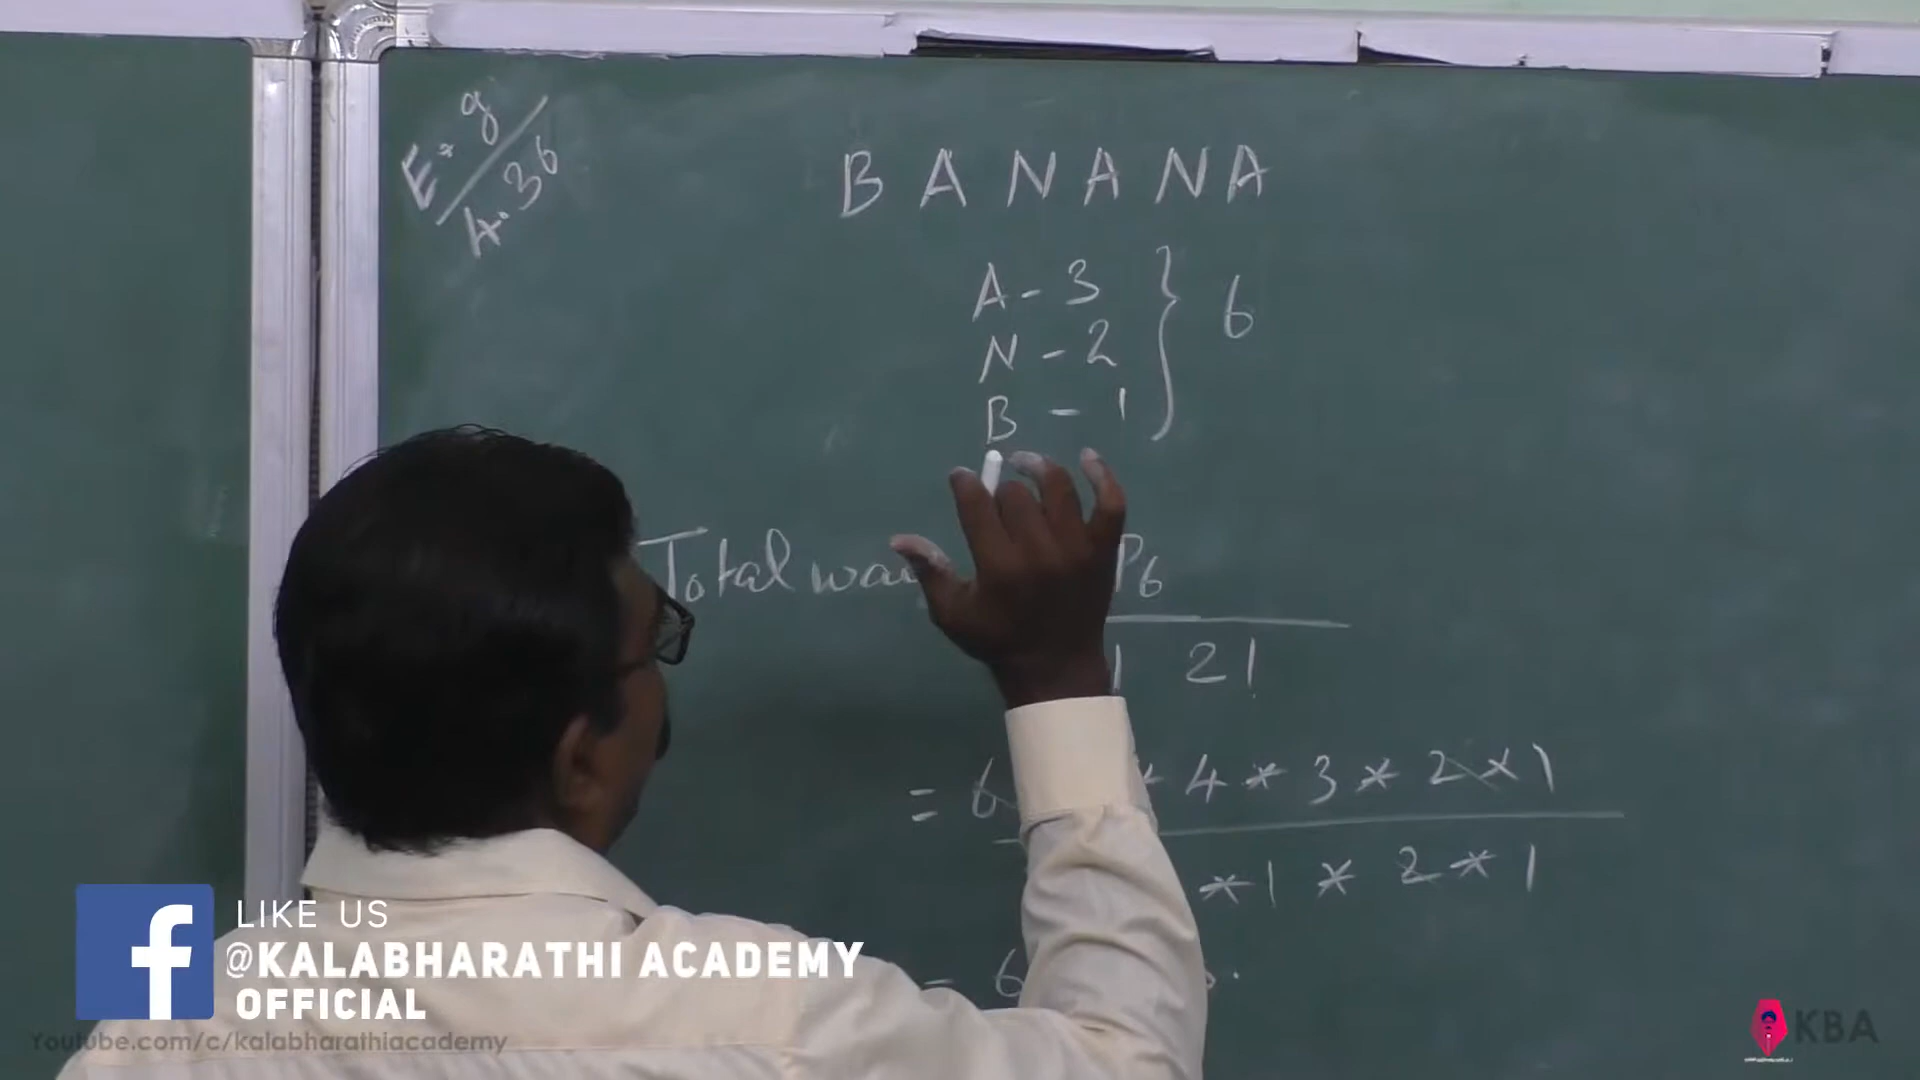 E. g
4.36
B A N A N A
A - 3
N - 2 } 6
B - 1
Total
P6
2!
= 6 * 4 * 3 * 2 * 1
* 1 * 2 * 1
= 6
LIKE US
@KALABHARATHI ACADEMY
OFFICIAL
Youtube.com/c/kalabharathiacademy
KBA